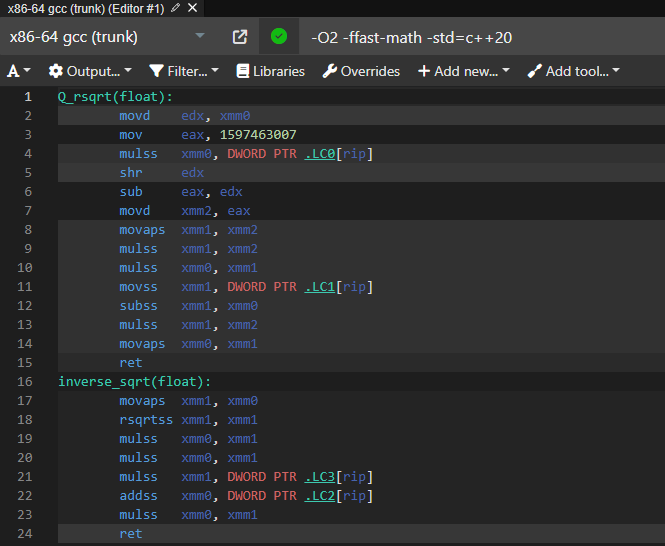 x86-64 gcc (trunk) (Editor #1)
x86-64 gcc (trunk) -O2 -ffast-math -std=c++20
A Output... Filter... Libraries Overrides + Add new... Add tool...
1 Q_rsqrt(float):
2 movd edx, xmm0
3 mov eax, 1597463007
4 mulss xmm0, DWORD PTR .LC0[rip]
5 shr edx
6 sub eax, edx
7 movd xmm2, eax
8 movaps xmm1, xmm2
9 mulss xmm1, xmm2
10 mulss xmm0, xmm1
11 movss xmm1, DWORD PTR .LC1[rip]
12 subss xmm1, xmm0
13 mulss xmm1, xmm2
14 movaps xmm0, xmm1
15 ret
16 inverse_sqrt(float):
17 movaps xmm1, xmm0
18 rsqrtss xmm1, xmm1
19 mulss xmm0, xmm1
20 mulss xmm0, xmm1
21 mulss xmm1, DWORD PTR .LC3[rip]
22 addss xmm0, DWORD PTR .LC2[rip]
23 mulss xmm0, xmm1
24 ret